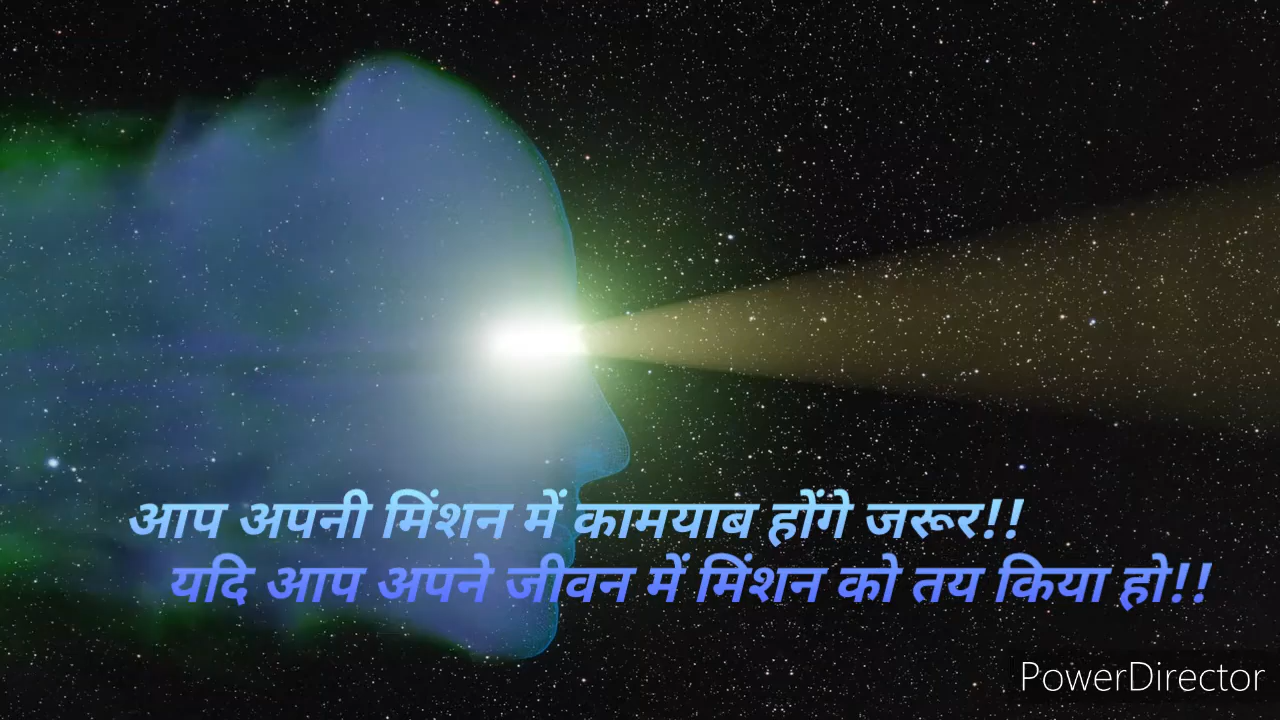 आप अपनी मिंशन में कामयाब होंगे जरूर!!
यदि आप अपने जीवन में मिंशन को तय किया हो!!
PowerDirector